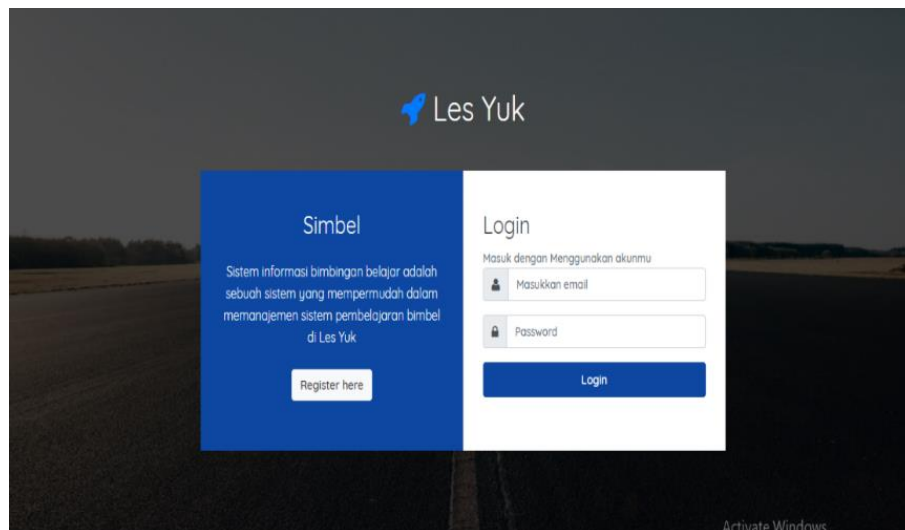 Les Yuk
Simbel
Sistem informasi bimbingan belajar adalah
sebuah sistem yang mempermudah dalam
memanajemen sistem pembelajaran bimbel
di Les Yuk
Register here
Login
Masuk dengan Menggunakan akunmu
Masukkan email
Password
Login
Activate Windows